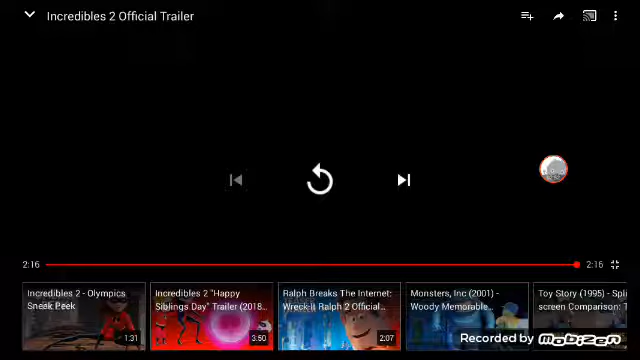 Incredibles 2 Official Trailer
2:16
2:16
Incredibles 2 - Olympics
Sneak Peek
1:31
Incredibles 2 "Happy
Siblings Day" Trailer (2018...
3:50
Ralph Breaks The Internet:
Wreck-It Ralph 2 Official...
2:07
Monsters, Inc (2001) -
Woody Memorable...
Toy Story (1995) - Spli
screen Comparison: T
Recorded by MOBIZEN